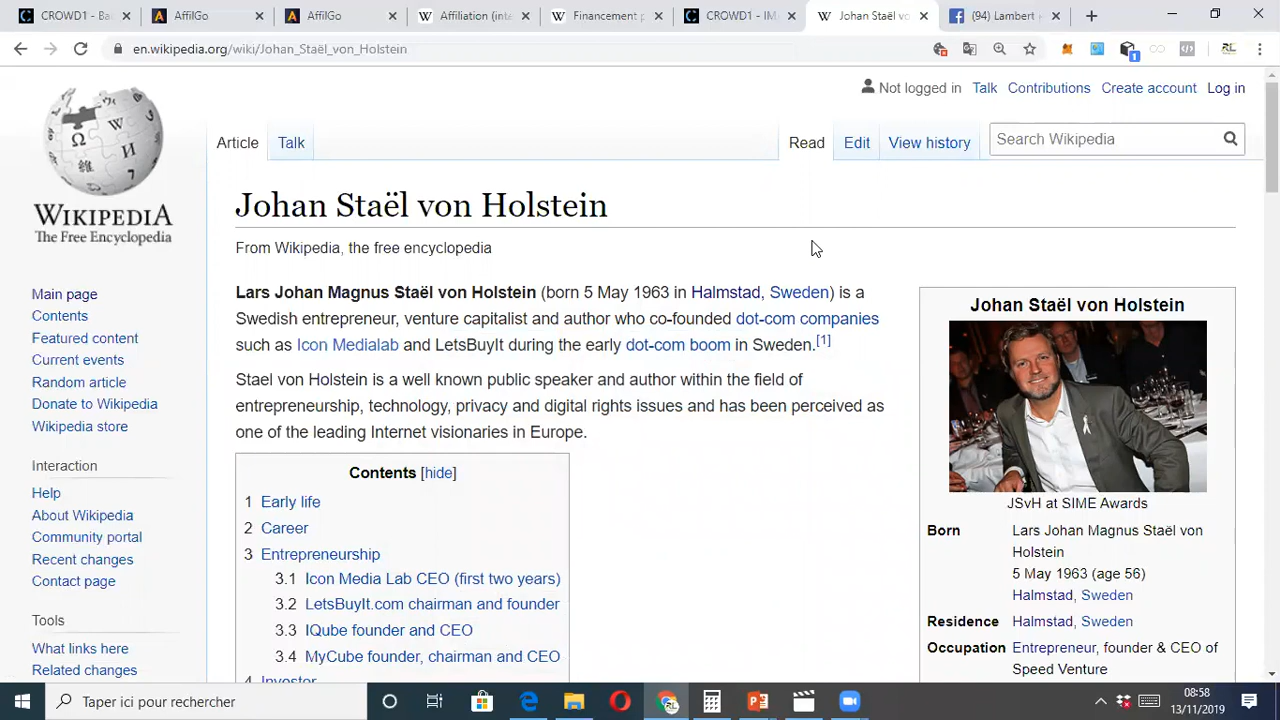 CROWD1 - Ba
AffilGo
AffilGo
Affiliation (int
Financement p
CROWD1 - IM
Johan Staël vo
(94) Lambert
en.wikipedia.org/wiki/Johan_Staël_von_Holstein
Not logged in Talk Contributions Create account Log in
Article Talk Read Edit View history Search Wikipedia
WIKIPEDIA
The Free Encyclopedia
Main page
Contents
Featured content
Current events
Random article
Donate to Wikipedia
Wikipedia store
Interaction
Help
About Wikipedia
Community portal
Recent changes
Contact page
Tools
What links here
Related changes
Johan Staël von Holstein
From Wikipedia, the free encyclopedia
Lars Johan Magnus Staël von Holstein (born 5 May 1963 in Halmstad, Sweden) is a
Swedish entrepreneur, venture capitalist and author who co-founded dot-com companies
such as Icon Medialab and LetsBuyIt during the early dot-com boom in Sweden.[1]
Stael von Holstein is a well known public speaker and author within the field of
entrepreneurship, technology, privacy and digital rights issues and has been perceived as
one of the leading Internet visionaries in Europe.
Contents [hide]
1 Early life
2 Career
3 Entrepreneurship
3.1 Icon Media Lab CEO (first two years)
3.2 LetsBuyIt.com chairman and founder
3.3 IQube founder and CEO
3.4 MyCube founder, chairman and CEO
4 Investor
Johan Staël von Holstein
JSvH at SIME Awards
Born Lars Johan Magnus Staël von
Holstein
5 May 1963 (age 56)
Halmstad, Sweden
Residence Halmstad, Sweden
Occupation Entrepreneur, founder & CEO of
Speed Venture
Taper ici pour rechercher
08:58
13/11/2019